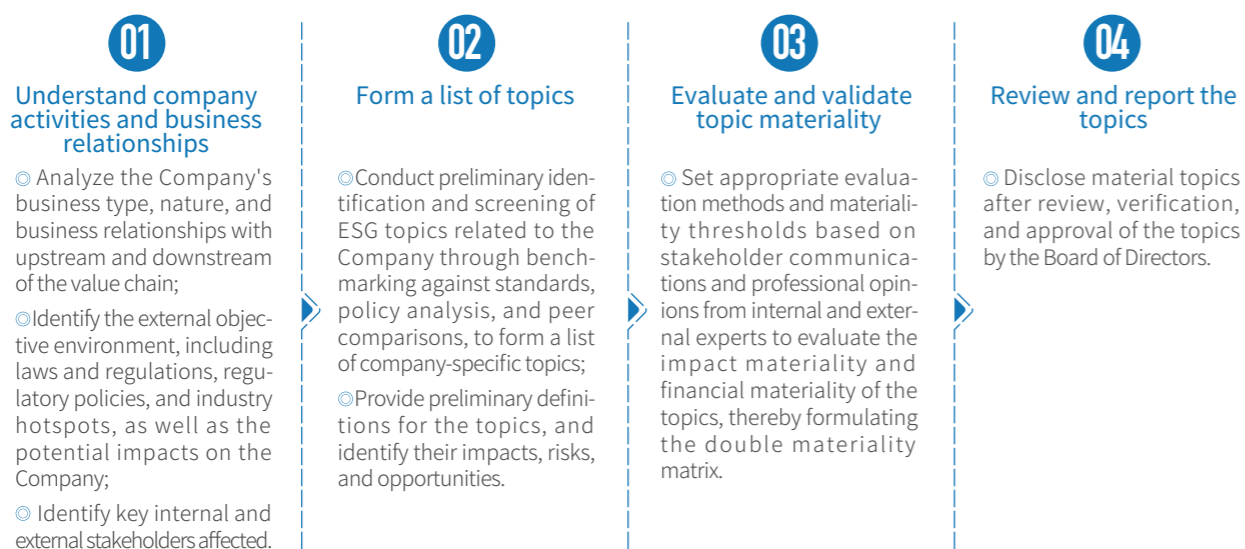 01
Understand company
activities and business
relationships
◎ Analyze the Company's
business type, nature, and
business relationships with
upstream and downstream
of the value chain;
◎Identify the external objec-
tive environment, including
laws and regulations, regu-
latory policies, and industry
hotspots, as well as the
potential impacts on the
Company;
◎ Identify key internal and
external stakeholders affected.
02
Form a list of topics
◎Conduct preliminary iden-
tification and screening of
ESG topics related to the
Company through bench-
marking against standards,
policy analysis, and peer
comparisons, to form a list
of company-specific topics;
◎Provide preliminary defini-
tions for the topics, and
identify their impacts, risks,
and opportunities.
03
Evaluate and validate
topic materiality
◎ Set appropriate evalua-
tion methods and materiali-
ty thresholds based on
stakeholder communica-
tions and professional opin-
ions from internal and exter-
nal experts to evaluate the
impact materiality and
financial materiality of the
topics, thereby formulating
the double materiality
matrix.
04
Review and report the
topics
◎ Disclose material topics
after review, verification,
and approval of the topics
by the Board of Directors.